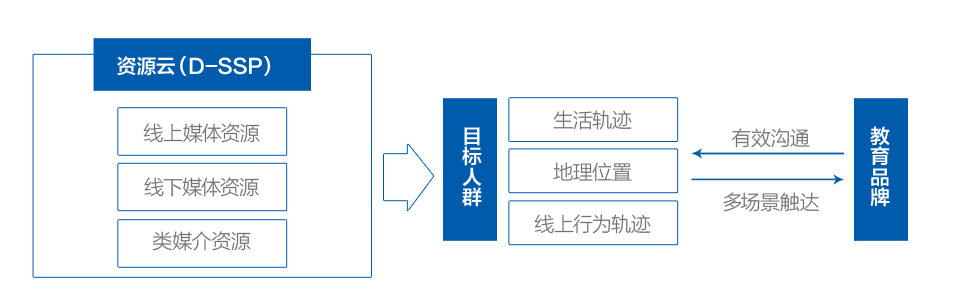 资源云(D-SSP)
线上媒体资源
线下媒体资源
类媒介资源
目标人群
生活轨迹
地理位置
线上行为轨迹
有效沟通
多场景触达
教育品牌